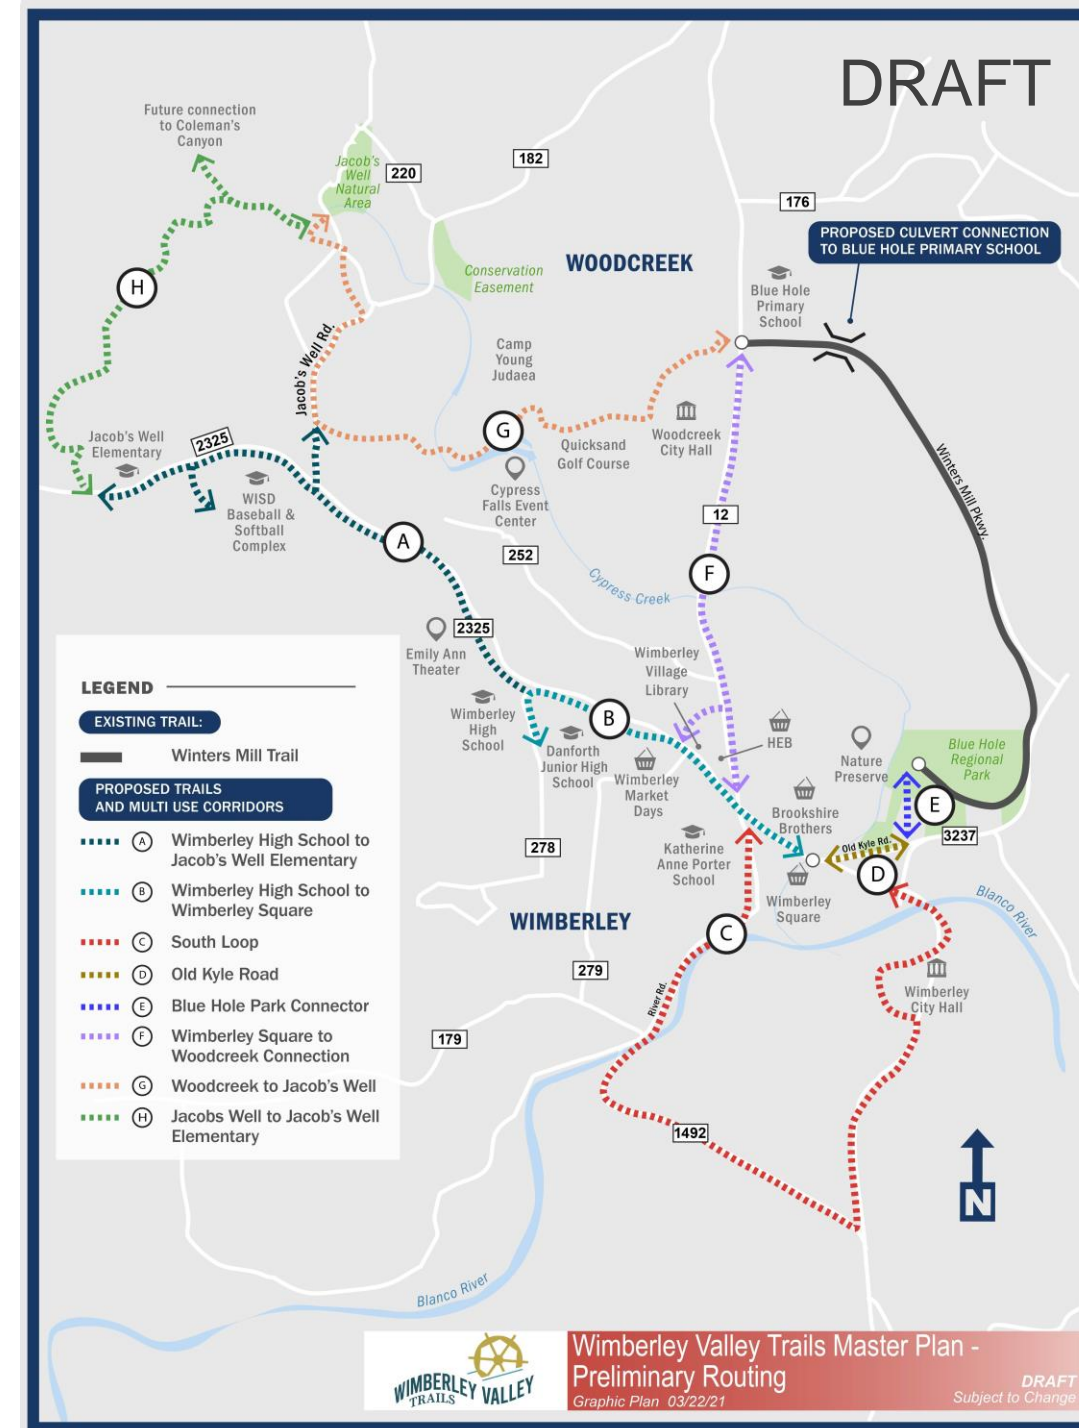 DRAFT
Future connection
to Coleman's
Canyon
Jacob's
Well
Natural
Area
220
182
176
PROPOSED CULVERT CONNECTION
TO BLUE HOLE PRIMARY SCHOOL
WOODCREEK
Conservation
Easement
Blue Hole
Primary
School
H
Jacob's Well Rd.
Camp
Young
Judaea
G
Quicksand
Golf Course
Woodcreek
City Hall
Jacob's Well
Elementary
2325
WISD
Baseball &
Softball
Complex
Cypress
Falls Event
Center
Winters Mill Pkwy.
12
A
252
F
Cypress Creek
2325
Emily Ann
Theater
Wimberley
Village
Library
Wimberley
High
School
B
Danforth
Junior High
School
Wimberley
Market
Days
HEB
Nature
Preserve
Blue Hole
Regional
Park
E
Brookshire
Brothers
3237
Old Kyle Rd.
278
Katherine
Anne Porter
School
D
Wimberley
Square
Blanco River
WIMBERLEY
C
279
River Rd.
Wimberley
City Hall
179
1492
LEGEND
EXISTING TRAIL:
Winters Mill Trail
PROPOSED TRAILS
AND MULTI USE CORRIDORS
A Wimberley High School to
Jacob's Well Elementary
B Wimberley High School to
Wimberley Square
C South Loop
D Old Kyle Road
E Blue Hole Park Connector
F Wimberley Square to
Woodcreek Connection
G Woodcreek to Jacob's Well
H Jacobs Well to Jacob's Well
Elementary
N
Blanco River
WIMBERLEY VALLEY
TRAILS
Wimberley Valley Trails Master Plan -
Preliminary Routing
Graphic Plan 03/22/21
DRAFT
Subject to Change